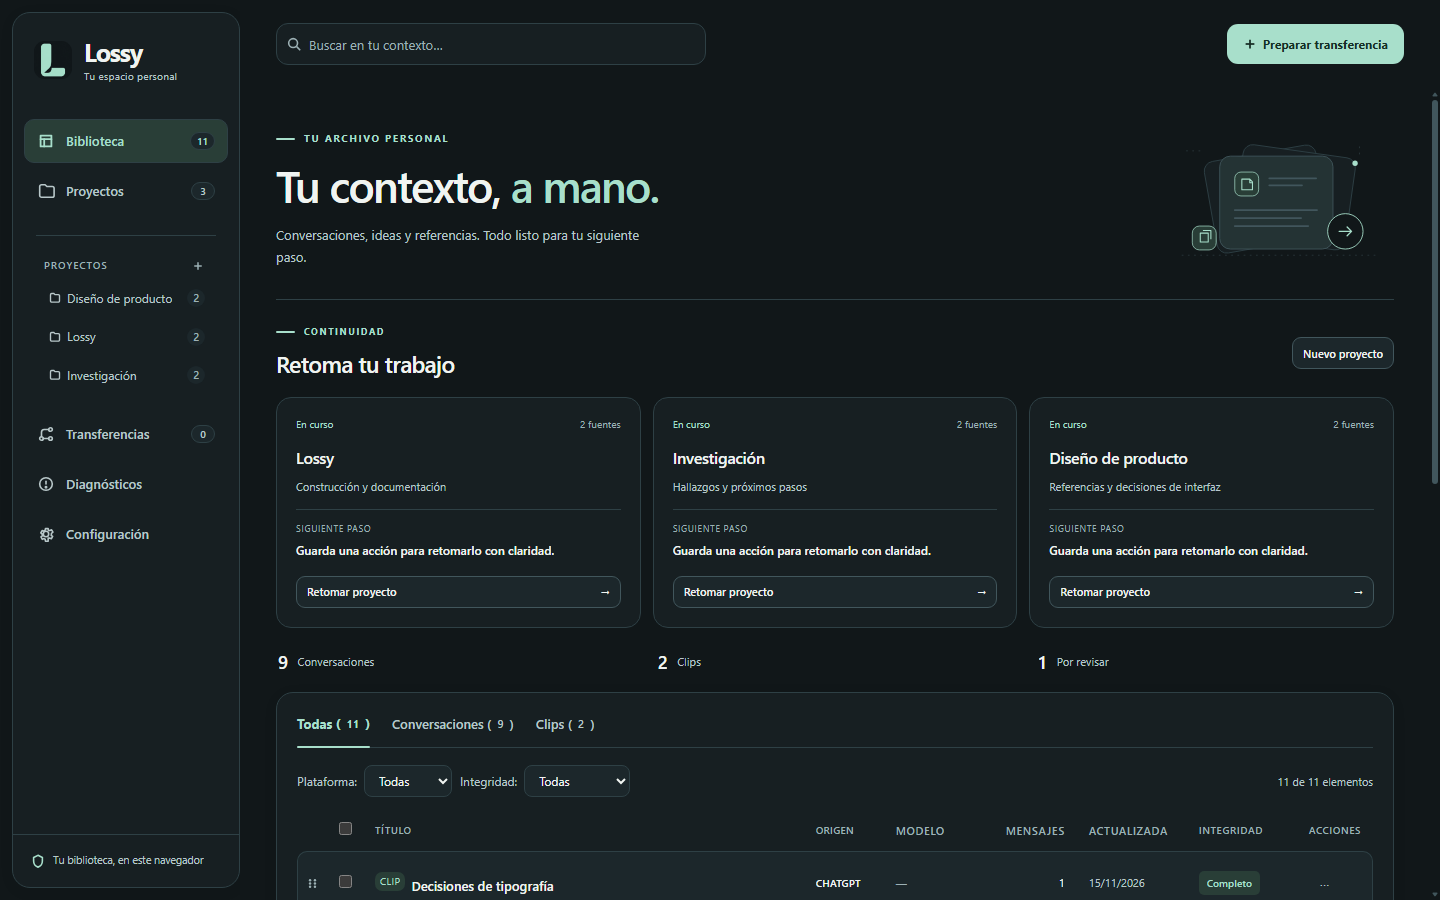 Lossy
Tu espacio personal
Biblioteca 11
Proyectos 3
PROYECTOS +
Diseño de producto 2
Lossy 2
Investigación 2
Transferencias 0
Diagnósticos
Configuración
Tu biblioteca, en este navegador
Buscar en tu contexto...
+ Preparar transferencia
TU ARCHIVO PERSONAL
Tu contexto, a mano.
Conversaciones, ideas y referencias. Todo listo para tu siguiente
paso.
CONTINUIDAD
Retoma tu trabajo
Nuevo proyecto
En curso 2 fuentes
Lossy
Construcción y documentación
SIGUIENTE PASO
Guarda una acción para retomarlo con claridad.
Retomar proyecto →
En curso 2 fuentes
Investigación
Hallazgos y próximos pasos
SIGUIENTE PASO
Guarda una acción para retomarlo con claridad.
Retomar proyecto →
En curso 2 fuentes
Diseño de producto
Referencias y decisiones de interfaz
SIGUIENTE PASO
Guarda una acción para retomarlo con claridad.
Retomar proyecto →
9 Conversaciones
2 Clips
1 Por revisar
Todas ( 11 ) Conversaciones ( 9 ) Clips ( 2 )
Plataforma: Todas Integridad: Todas 11 de 11 elementos
TÍTULO ORIGEN MODELO MENSAJES ACTUALIZADA INTEGRIDAD ACCIONES
CLIP Decisiones de tipografía CHATGPT — 1 15/11/2026 Completo ...